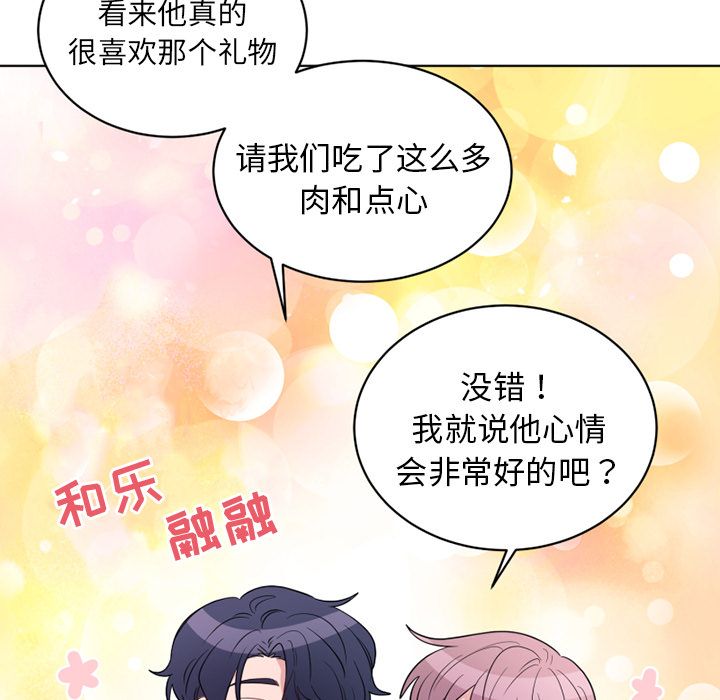 看来他真的
很喜欢那个礼物
请我们吃了这么多
肉和点心
没错！
我就说他心情
会非常好的吧？
和乐
融融